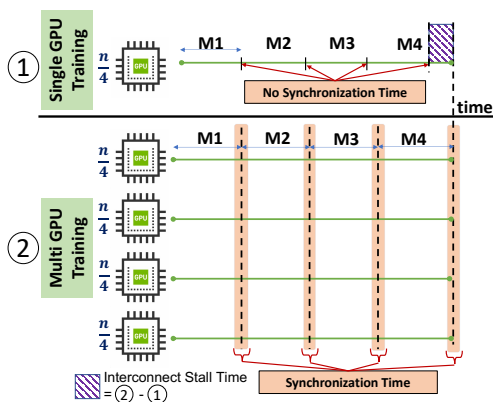 ① Single GPU Training
n/4
GPU
M1 M2 M3 M4
No Synchronization Time
time
② Multi GPU Training
M1 M2 M3 M4
n/4
GPU
n/4
GPU
n/4
GPU
n/4
GPU
Interconnect Stall Time
= ② - ①
Synchronization Time